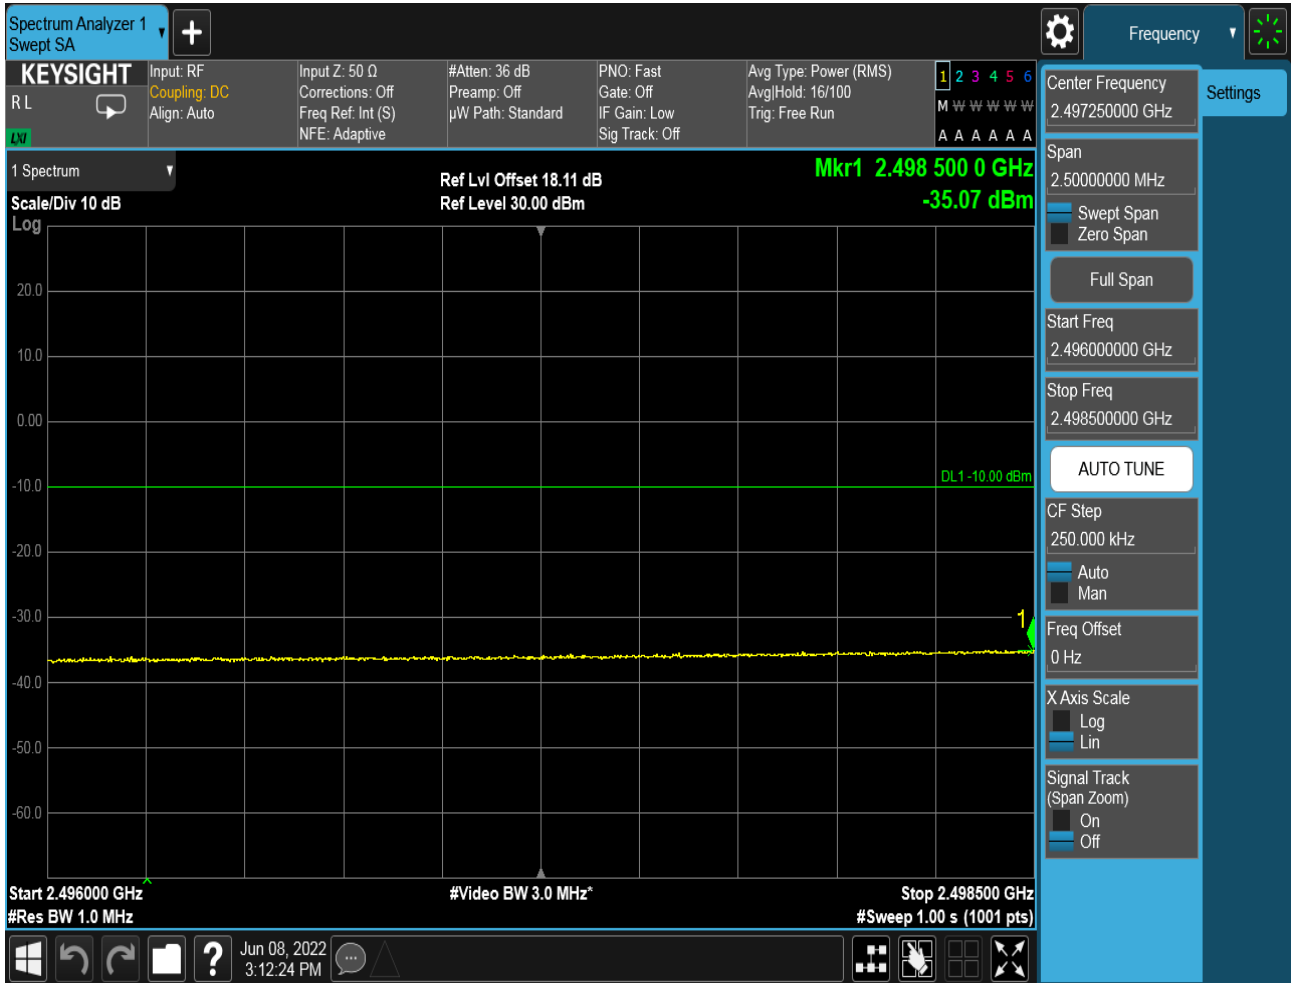 Spectrum Analyzer 1
Swept SA
Frequency
KEYSIGHT
R L
LXI
Input: RF
Coupling: DC
Align: Auto
Input Z: 50 Ω
Corrections: Off
Freq Ref: Int (S)
NFE: Adaptive
#Atten: 36 dB
Preamp: Off
µW Path: Standard
PNO: Fast
Gate: Off
IF Gain: Low
Sig Track: Off
Avg Type: Power (RMS)
Avg|Hold: 16/100
Trig: Free Run
1 2 3 4 5 6
M W W W W W
A A A A A A
1 Spectrum
Scale/Div 10 dB
Log
Ref Lvl Offset 18.11 dB
Ref Level 30.00 dBm
Mkr1 2.498 500 0 GHz
-35.07 dBm
20.0
10.0
0.00
-10.0
-20.0
-30.0
-40.0
-50.0
-60.0
DL1 -10.00 dBm
1
Start 2.496000 GHz
#Res BW 1.0 MHz
#Video BW 3.0 MHz*
Stop 2.498500 GHz
#Sweep 1.00 s (1001 pts)
Center Frequency
2.497250000 GHz
Span
2.50000000 MHz
Swept Span
Zero Span
Full Span
Start Freq
2.496000000 GHz
Stop Freq
2.498500000 GHz
AUTO TUNE
CF Step
250.000 kHz
Auto
Man
Freq Offset
0 Hz
X Axis Scale
Log
Lin
Signal Track
(Span Zoom)
On
Off
Settings
?
Jun 08, 2022
3:12:24 PM